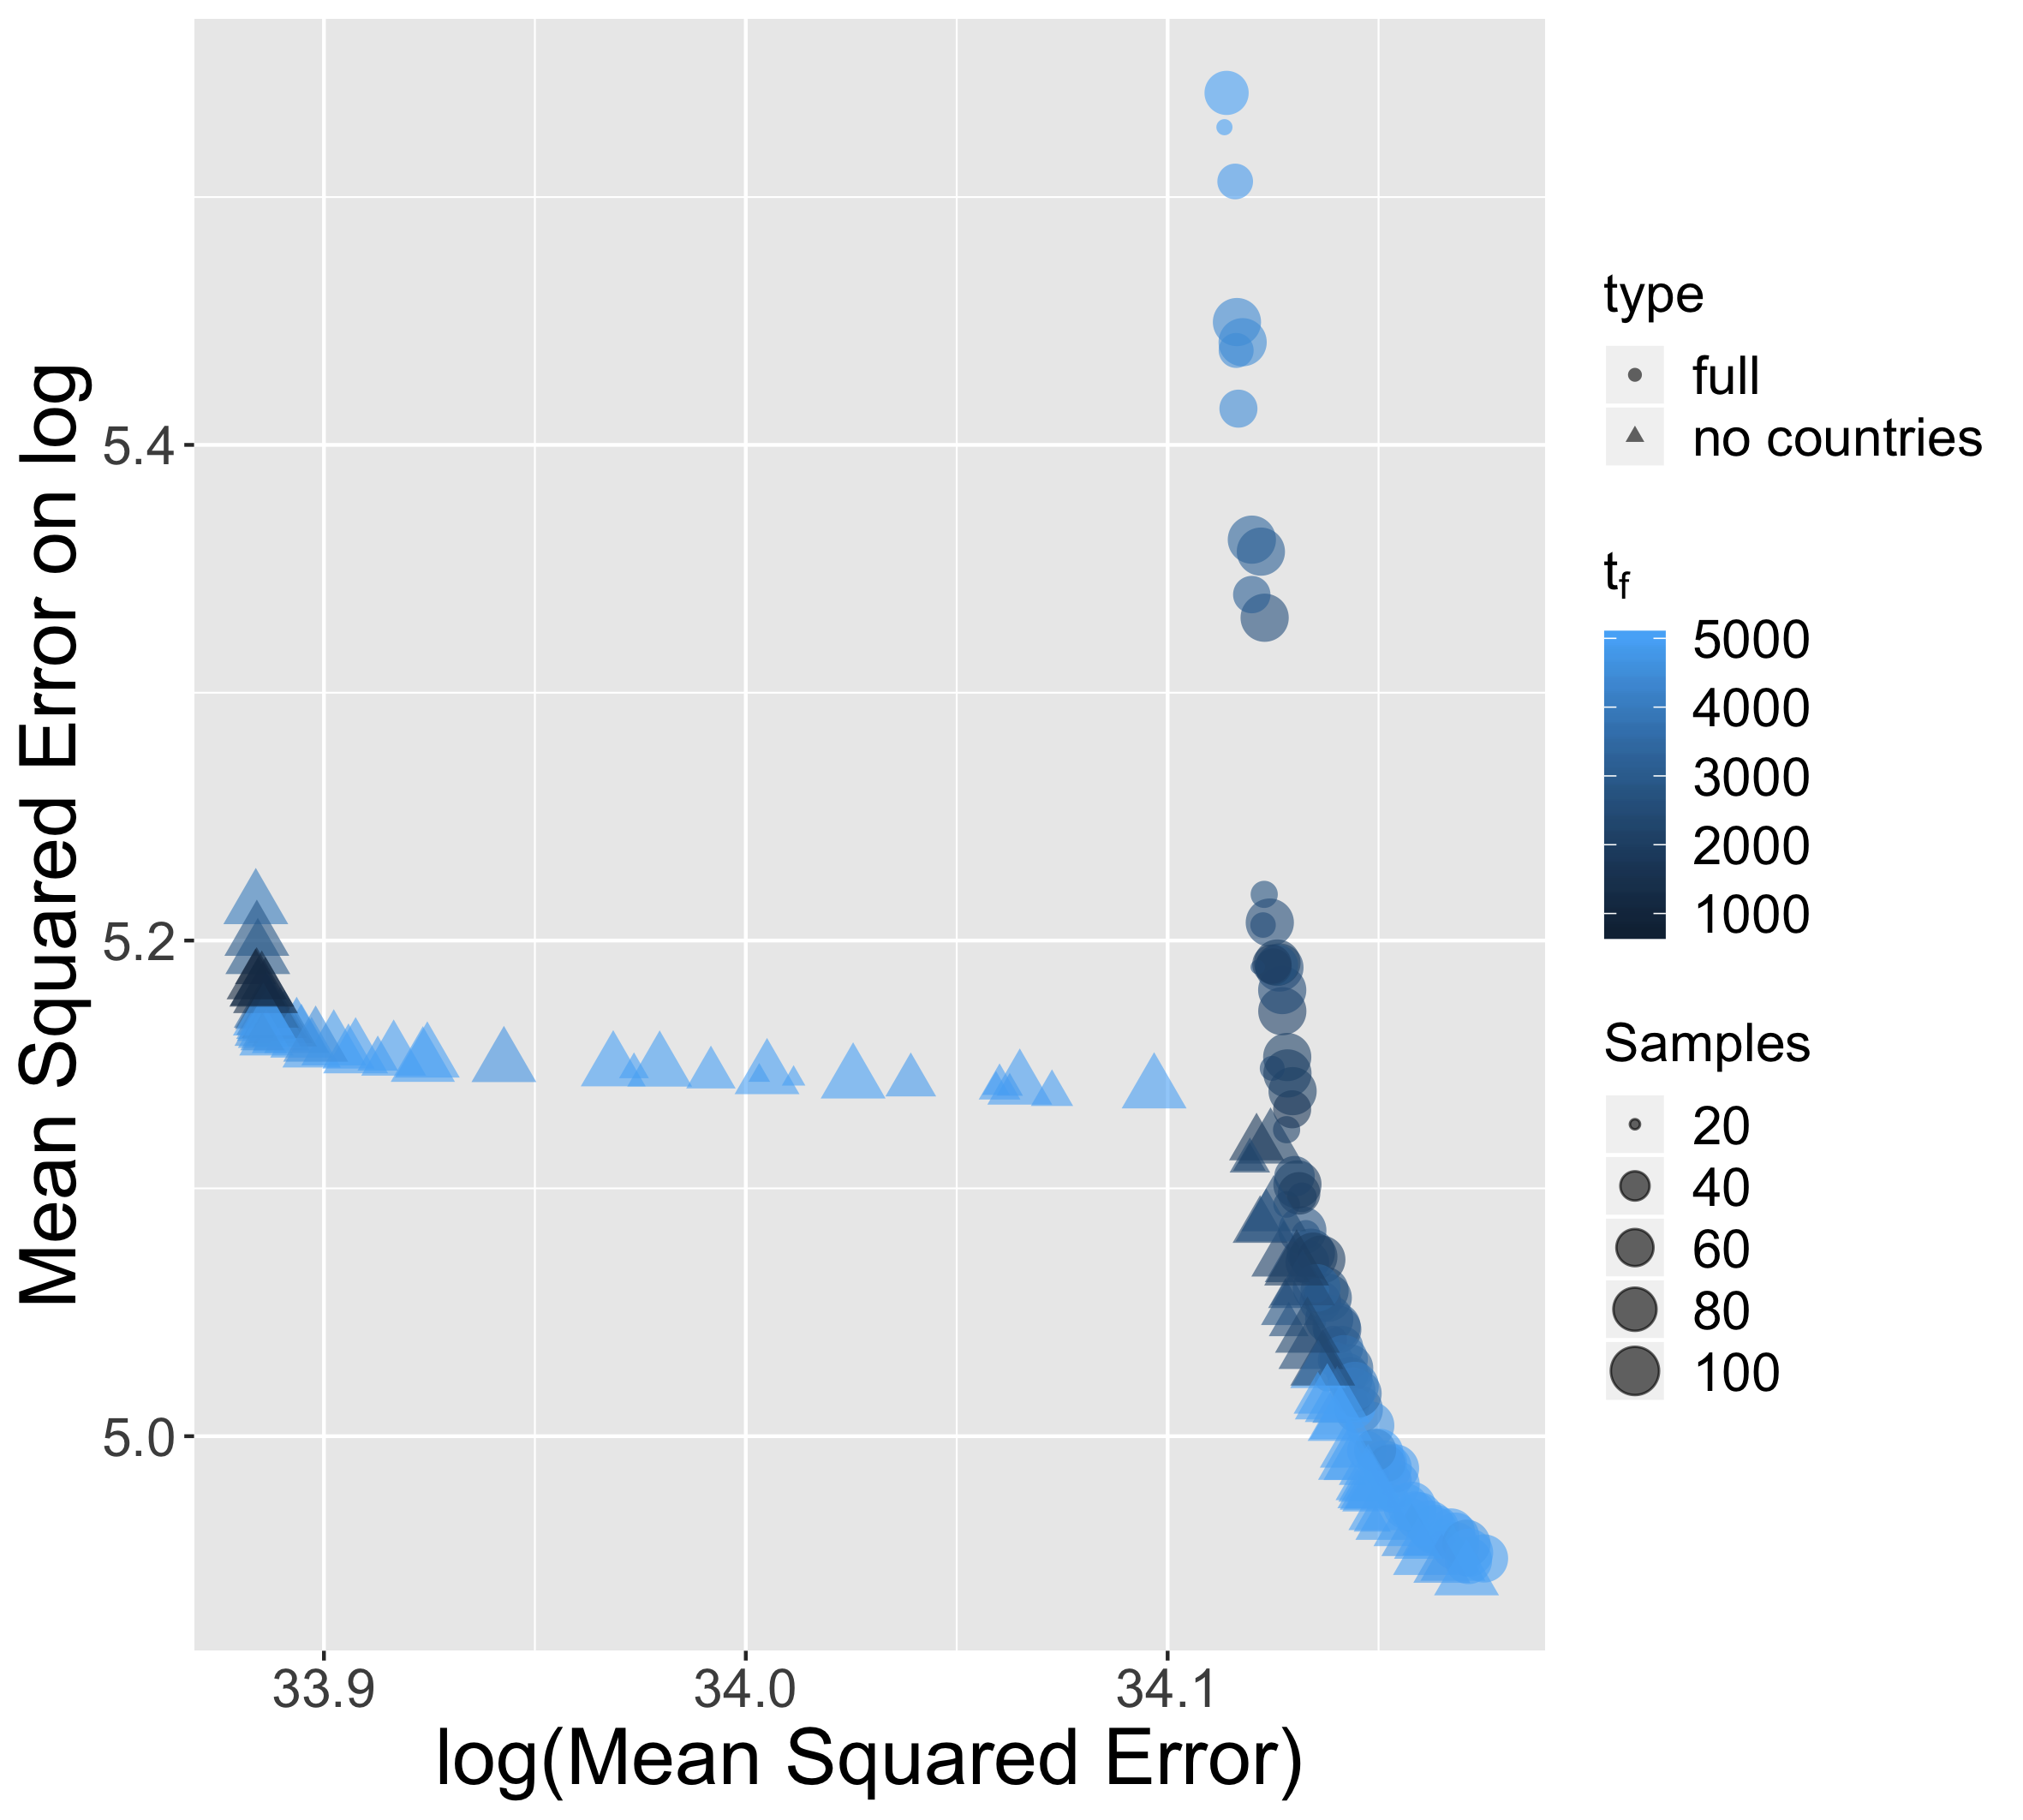 Mean Squared Error on log
5.4
5.2
5.0
33.9
34.0
34.1
log(Mean Squared Error)
type
full
no countries
tf
5000
4000
3000
2000
1000
Samples
20
40
60
80
100